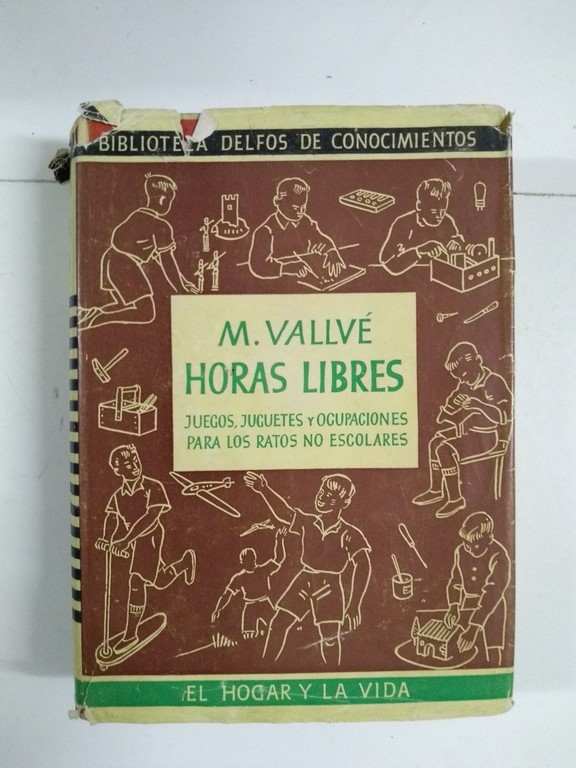 BIBLIOTECA DELFOS DE CONOCIMIENTOS
M. VALLVÉ
HORAS LIBRES
JUEGOS, JUGUETES Y OCUPACIONES
PARA LOS RATOS NO ESCOLARES
EL HOGAR Y LA VIDA